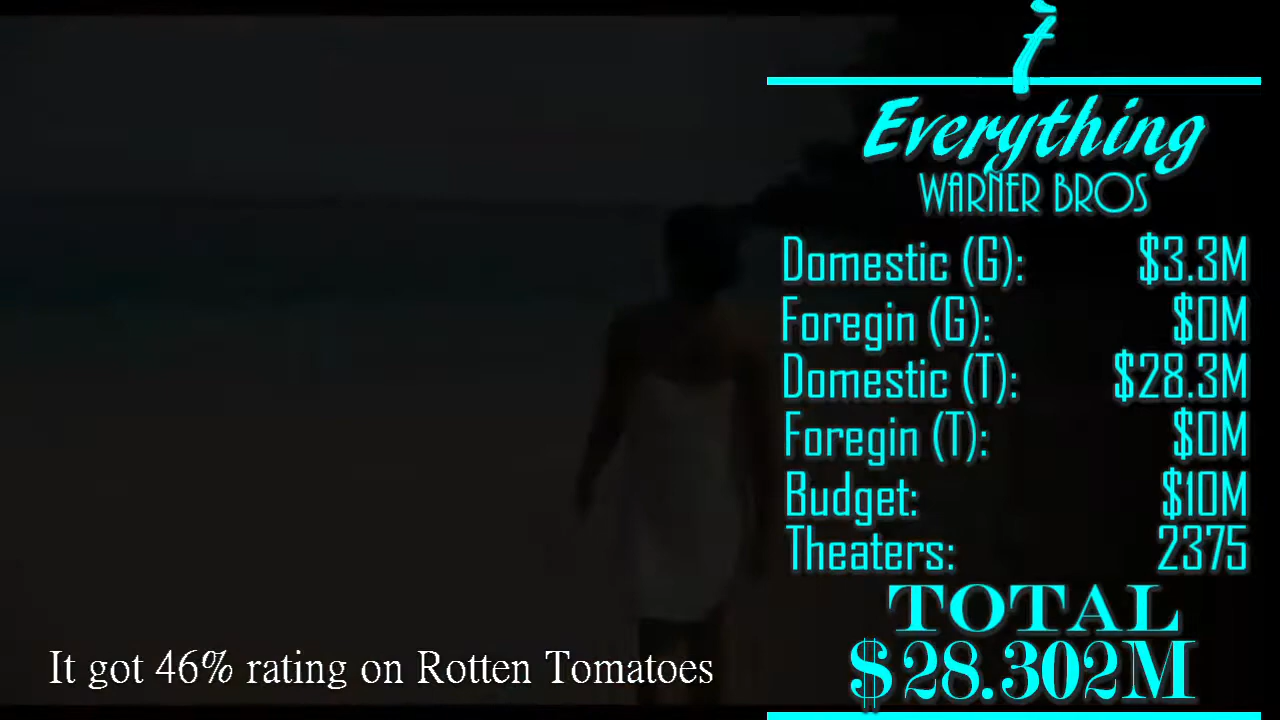 7
Everything
WARNER BROS
Domestic (G): $3.3M
Foregin (G): $0M
Domestic (T): $28.3M
Foregin (T): $0M
Budget: $10M
Theaters: 2375
TOTAL
$28.302M
It got 46% rating on Rotten Tomatoes